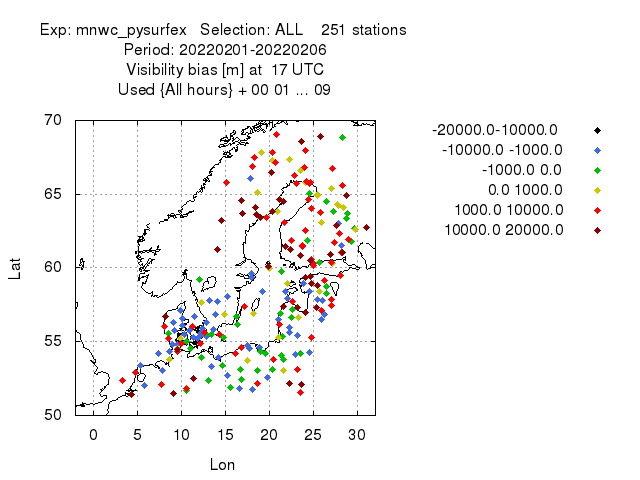 Exp: mnwc_pysurfex Selection: ALL 251 stations
Period: 20220201-20220206
Visibility bias [m] at 17 UTC
Used {All hours} + 00 01 ... 09
-20000.0-10000.0
-10000.0 -1000.0
-1000.0 0.0
0.0 1000.0
1000.0 10000.0
10000.0 20000.0
70
65
60
55
50
Lat
0 5 10 15 20 25 30
Lon